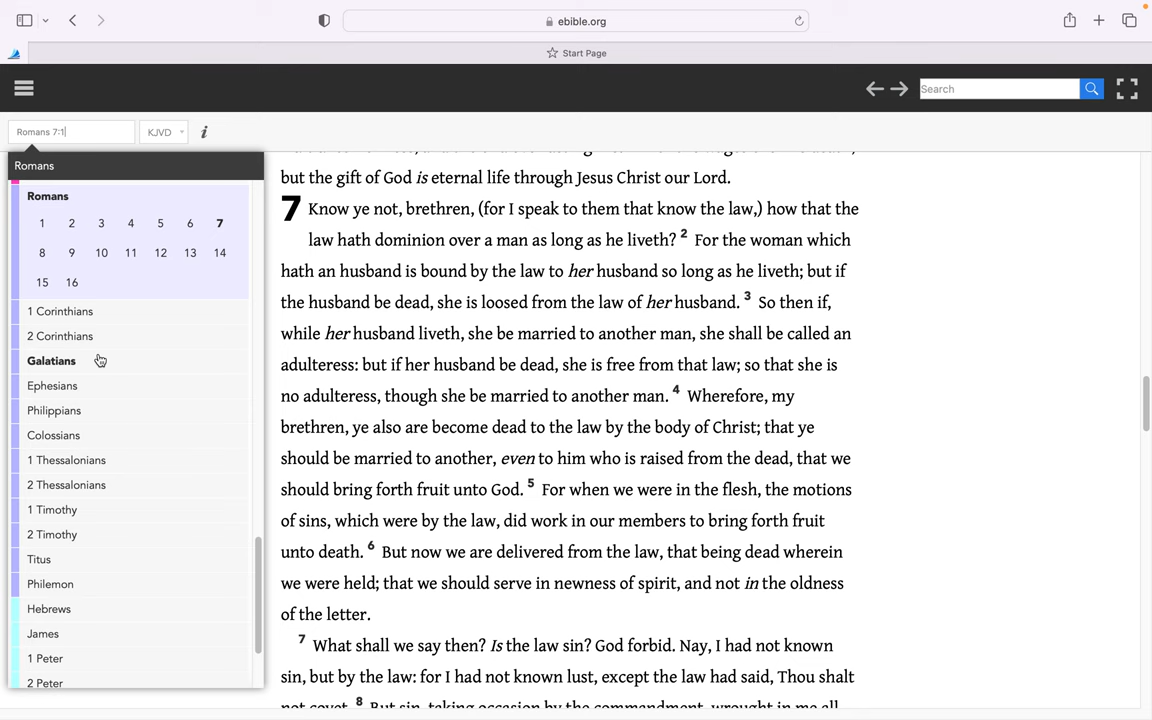 ebible.org
Start Page
Search
Romans 7:1
KJVD
i
Romans
Romans
1 2 3 4 5 6 7
8 9 10 11 12 13 14
15 16
1 Corinthians
2 Corinthians
Galatians
Ephesians
Philippians
Colossians
1 Thessalonians
2 Thessalonians
1 Timothy
2 Timothy
Titus
Philemon
Hebrews
James
1 Peter
2 Peter
but the gift of God is eternal life through Jesus Christ our Lord.
7 Know ye not, brethren, (for I speak to them that know the law,) how that the
law hath dominion over a man as long as he liveth? 2 For the woman which
hath an husband is bound by the law to her husband so long as he liveth; but if
the husband be dead, she is loosed from the law of her husband. 3 So then if,
while her husband liveth, she be married to another man, she shall be called an
adulteress: but if her husband be dead, she is free from that law; so that she is
no adulteress, though she be married to another man. 4 Wherefore, my
brethren, ye also are become dead to the law by the body of Christ; that ye
should be married to another, even to him who is raised from the dead, that we
should bring forth fruit unto God. 5 For when we were in the flesh, the motions
of sins, which were by the law, did work in our members to bring forth fruit
unto death. 6 But now we are delivered from the law, that being dead wherein
we were held; that we should serve in newness of spirit, and not in the oldness
of the letter.
7 What shall we say then? Is the law sin? God forbid. Nay, I had not known
sin, but by the law: for I had not known lust, except the law had said, Thou shalt
not covet. 8 But sin, taking occasion by the commandment, wrought in me all